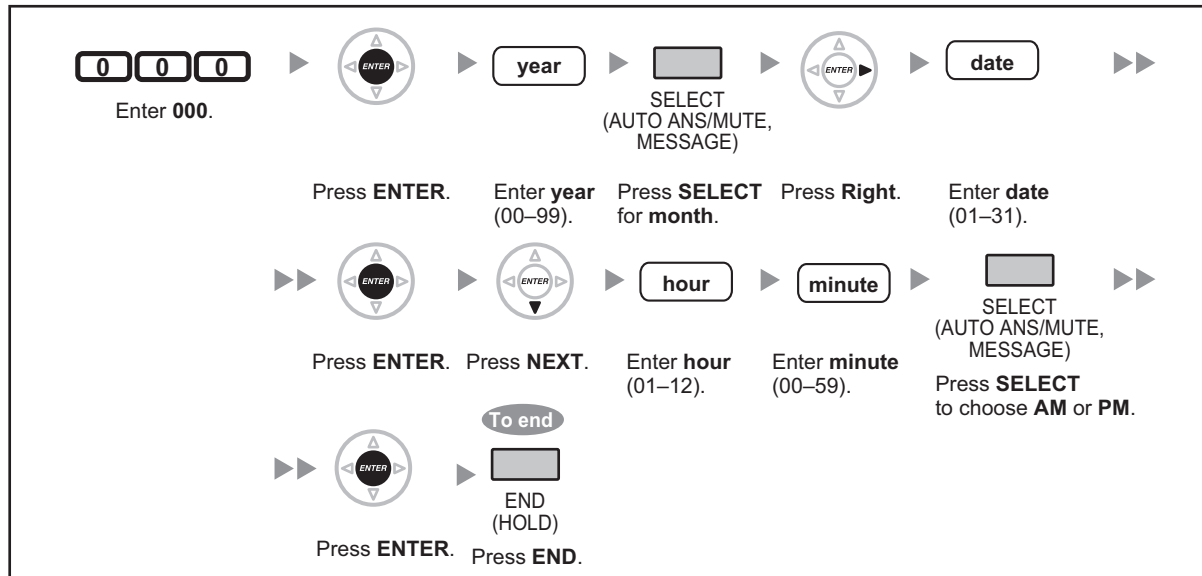 0 0 0
ENTER
year
SELECT
(AUTO ANS/MUTE,
MESSAGE)
ENTER
date
Enter 000.
Press ENTER.
Enter year
(00–99).
Press SELECT
for month.
Press Right.
Enter date
(01–31).
ENTER
ENTER
hour
minute
SELECT
(AUTO ANS/MUTE,
MESSAGE)
Press ENTER.
Press NEXT.
Enter hour
(01–12).
Enter minute
(00–59).
Press SELECT
to choose AM or PM.
To end
ENTER
END
(HOLD)
Press ENTER.
Press END.